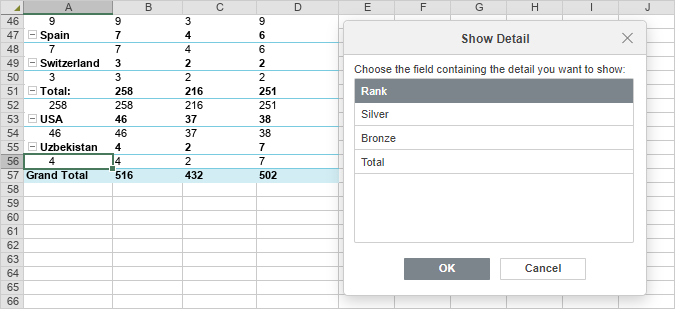 A B C D E F G H I J
46 9 9 3 9
47 Spain 7 4 6
48 7 7 4 6
49 Switzerland 3 2 2
50 3 3 2 2
51 Total: 258 216 251
52 258 258 216 251
53 USA 46 37 38
54 46 46 37 38
55 Uzbekistan 4 2 7
56 4 4 2 7
57 Grand Total 516 432 502
58
59
60
61
62
63
64
65
66
Show Detail
Choose the field containing the detail you want to show:
Rank
Silver
Bronze
Total
OK Cancel